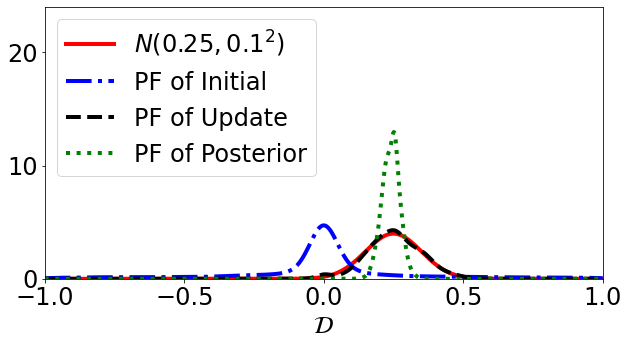 20
10
0
N(0.25, 0.1²)
PF of Initial
PF of Update
PF of Posterior
−1.0 −0.5 0.0 0.5 1.0
𝒟